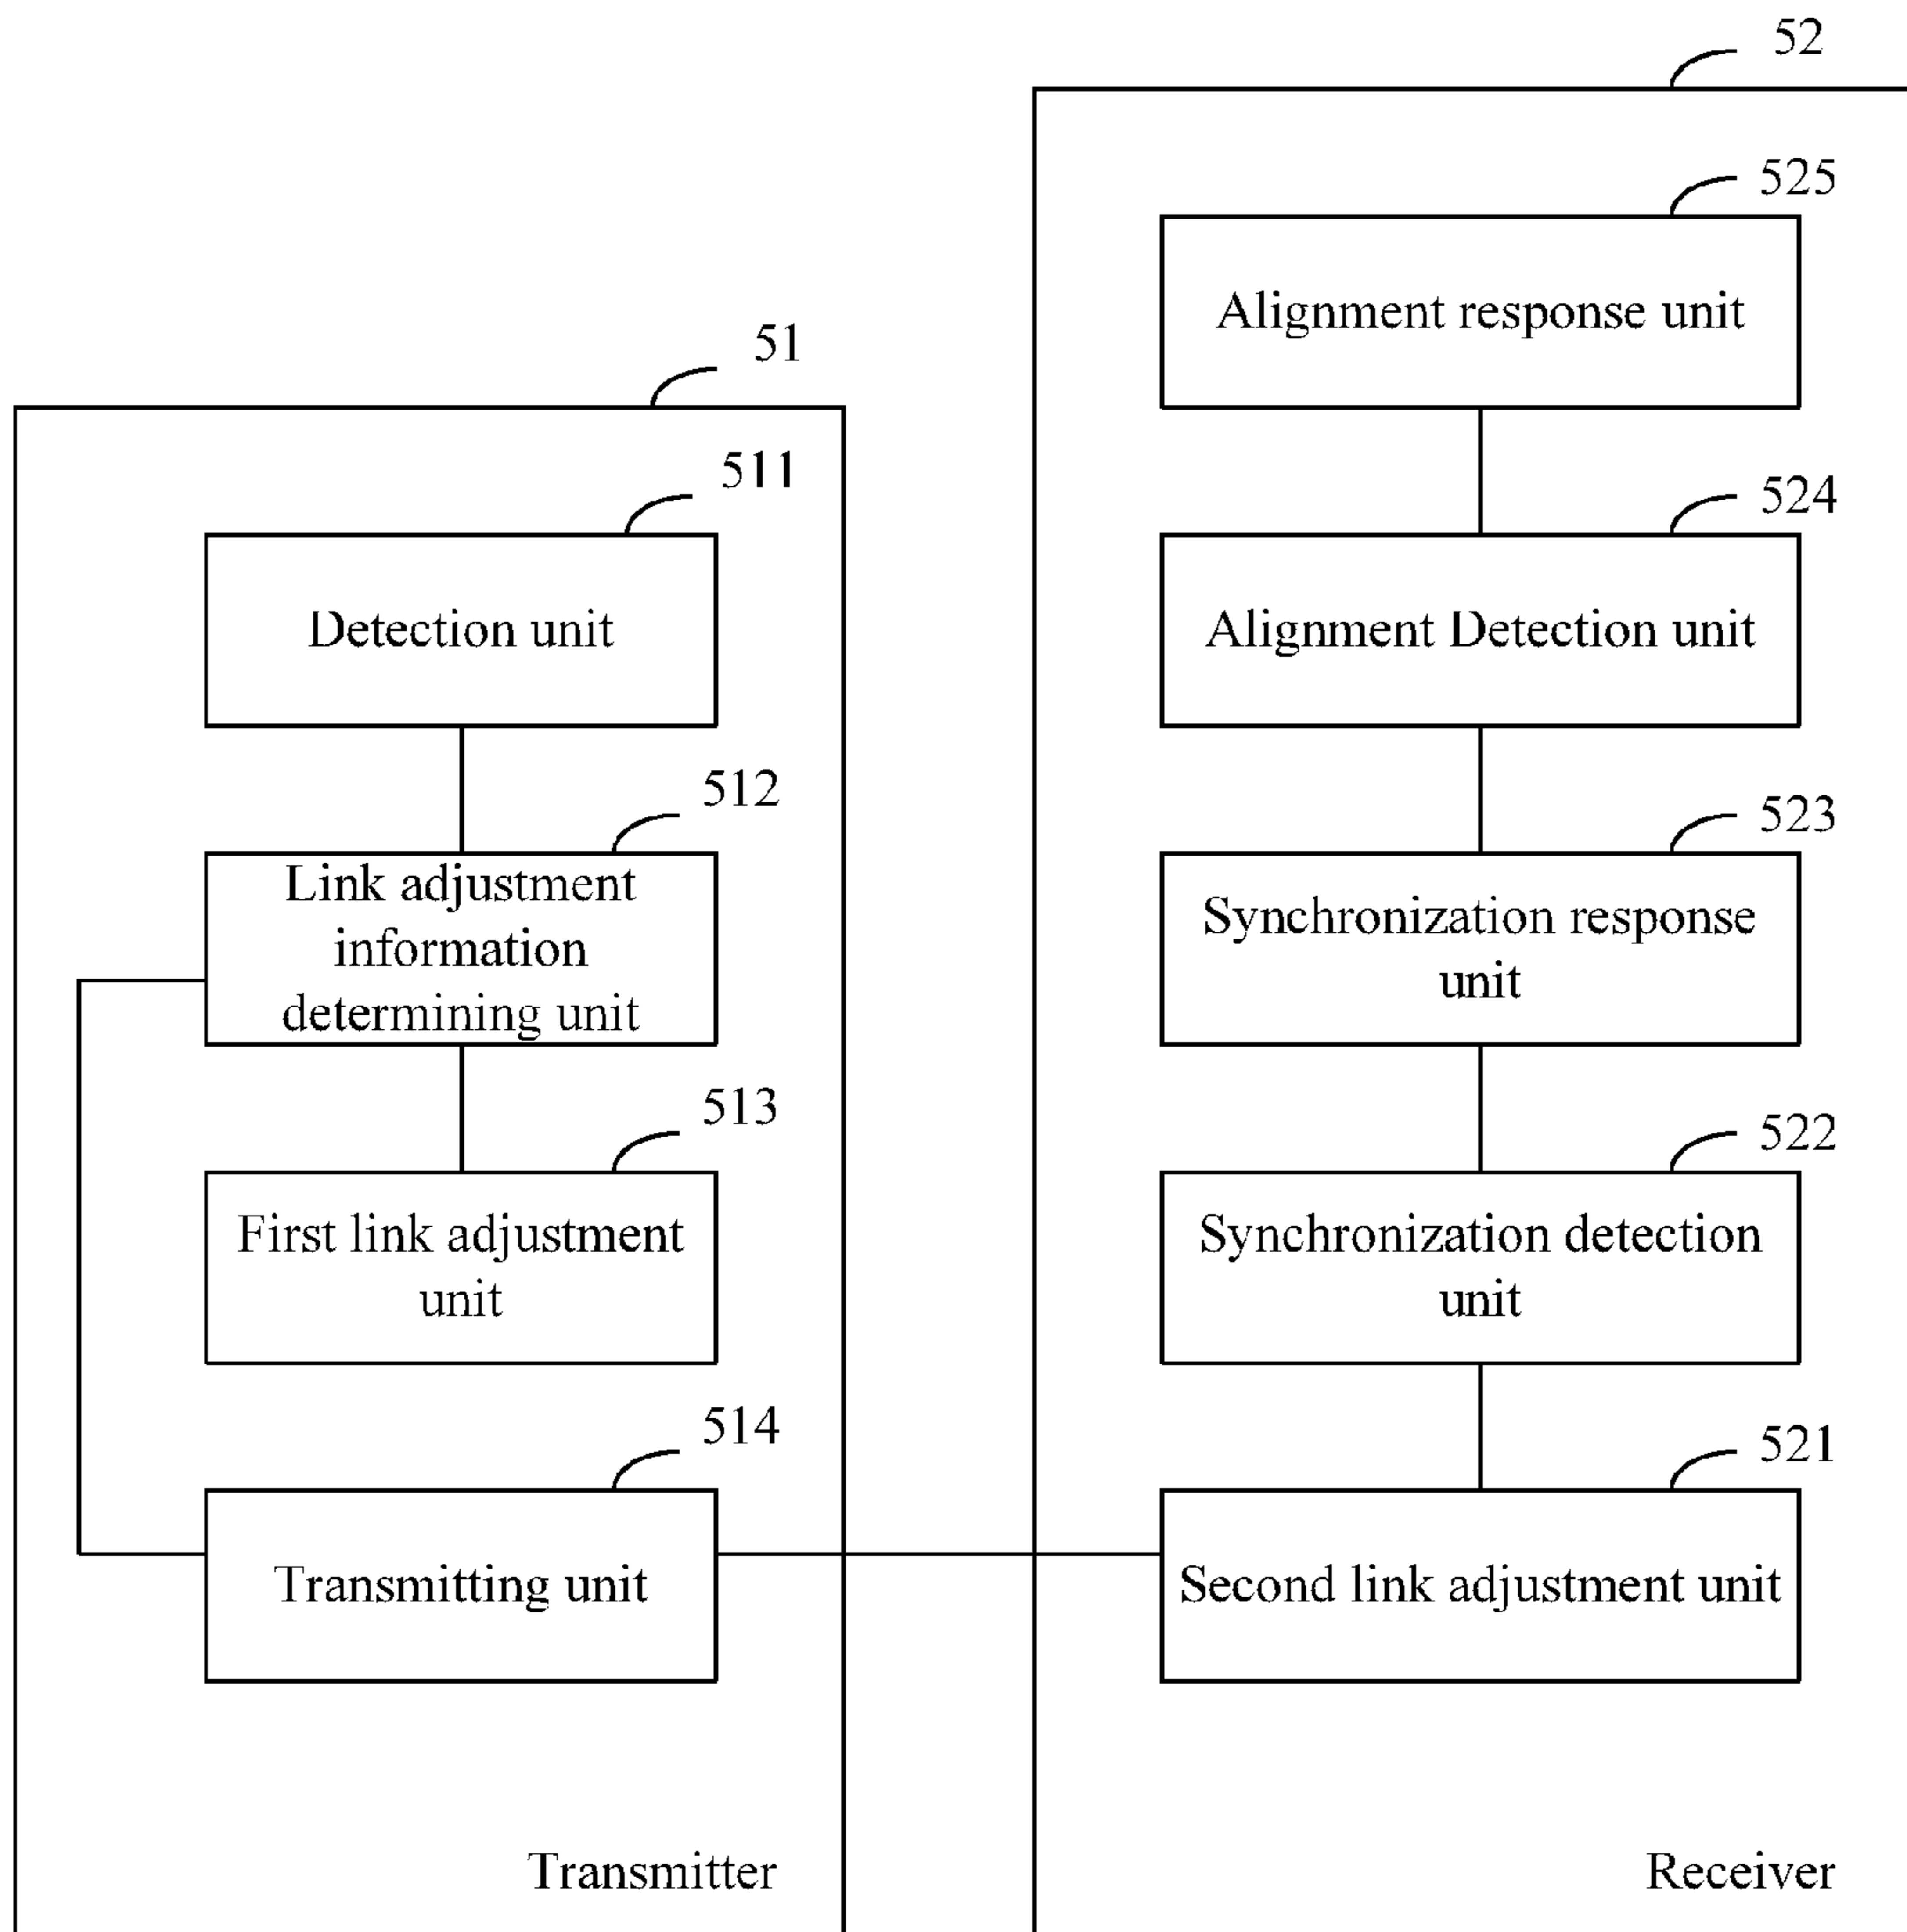 52
525
Alignment response unit
51
511
524
Detection unit
Alignment Detection unit
512
523
Link adjustment
information
determining unit
Synchronization response
unit
513
522
First link adjustment
unit
Synchronization detection
unit
514
521
Transmitting unit
Second link adjustment unit
Transmitter
Receiver